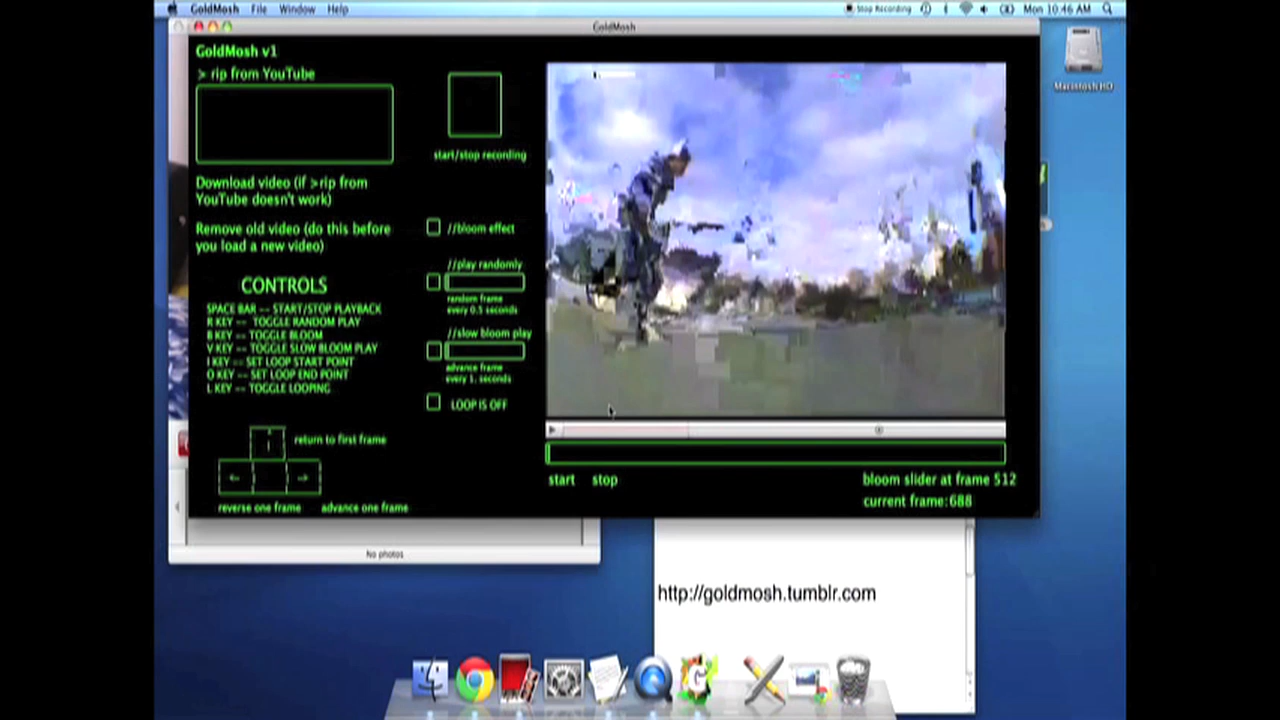 GoldMosh File Window Help
Stop Recording
Mon 10:46 AM
GoldMosh
Macintosh HD
GoldMosh v1
> rip from YouTube
start/stop recording
Download video (if >rip from
YouTube doesn't work)
Remove old video (do this before
you load a new video)
//bloom effect
//play randomly
random frame
every 0.5 seconds
//slow bloom play
advance frame
every 1. seconds
LOOP IS OFF
CONTROLS
SPACE BAR -- START/STOP PLAYBACK
R KEY -- TOGGLE RANDOM PLAY
B KEY -- TOGGLE BLOOM
V KEY -- TOGGLE SLOW BLOOM PLAY
I KEY -- SET LOOP START POINT
O KEY -- SET LOOP END POINT
L KEY -- TOGGLE LOOPING
return to first frame
reverse one frame advance one frame
start stop
bloom slider at frame 512
current frame:688
No photos
http://goldmosh.tumblr.com